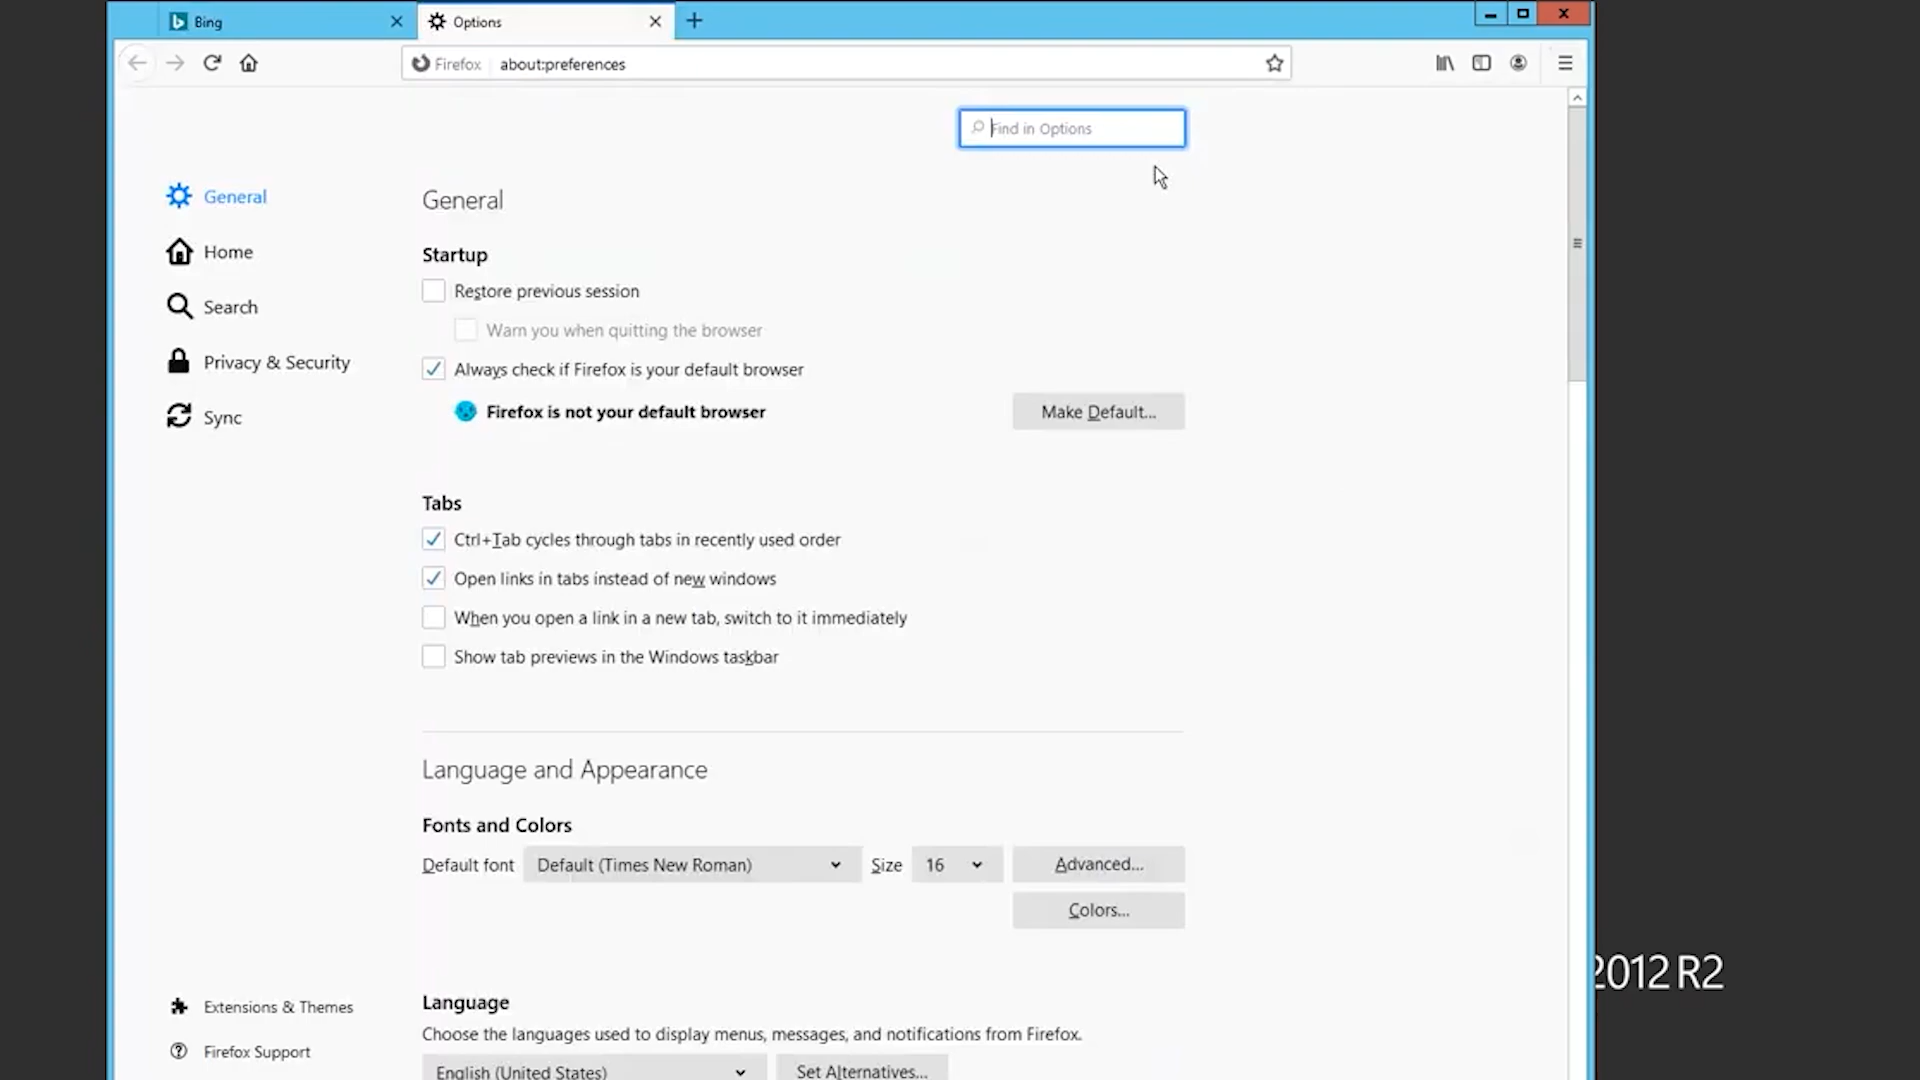 Bing
Options
Firefox about:preferences
Find in Options
General
Home
Search
Privacy & Security
Sync
General
Startup
Restore previous session
Warn you when quitting the browser
Always check if Firefox is your default browser
Firefox is not your default browser
Make Default...
Tabs
Ctrl+Tab cycles through tabs in recently used order
Open links in tabs instead of new windows
When you open a link in a new tab, switch to it immediately
Show tab previews in the Windows taskbar
Language and Appearance
Fonts and Colors
Default font Default (Times New Roman) Size 16 Advanced...
Colors...
Language
Choose the languages used to display menus, messages, and notifications from Firefox.
English (United States) Set Alternatives...
Extensions & Themes
Firefox Support
2012 R2